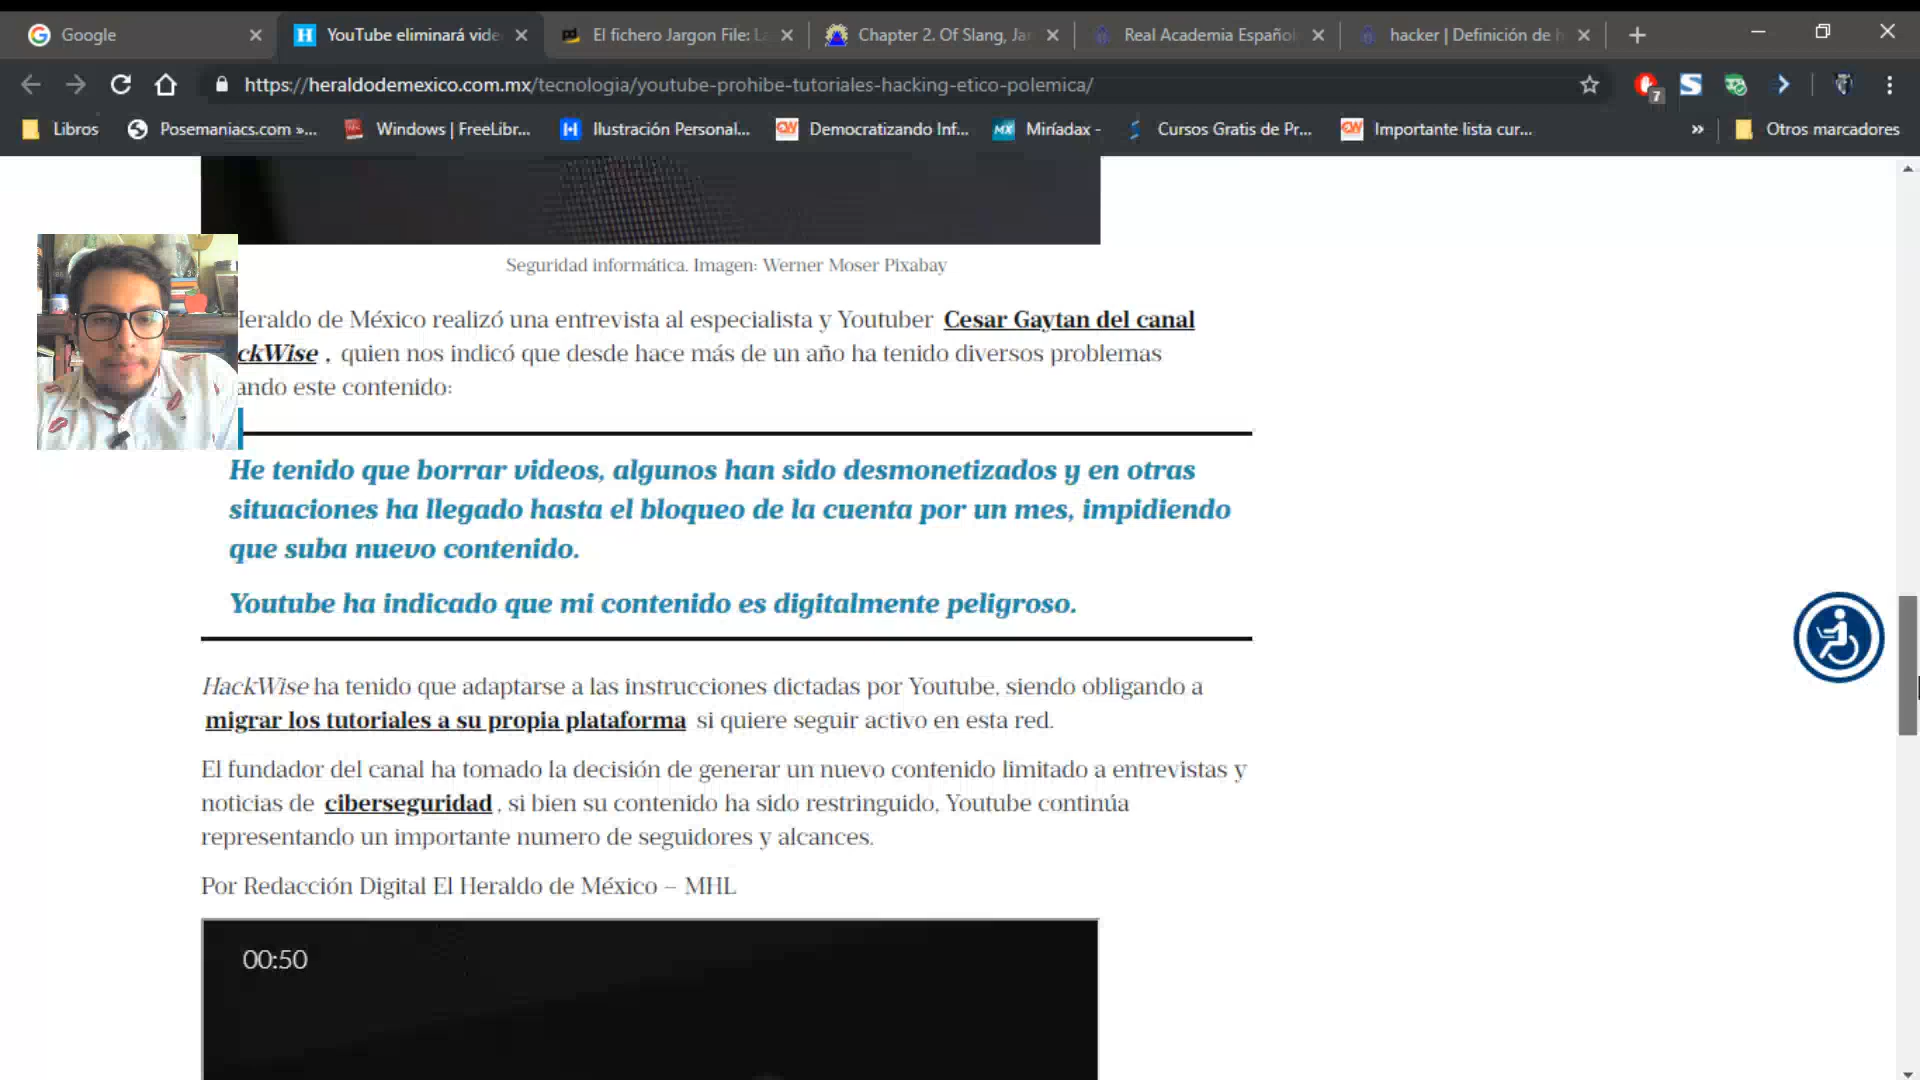 Google
YouTube eliminará vide
El fichero Jargon File: L
Chapter 2. Of Slang, Jar
Real Academia Español
hacker | Definición de h
https://heraldodemexico.com.mx/tecnologia/youtube-prohibe-tutoriales-hacking-etico-polemica/
7
Libros
Posemaniacs.com »...
Windows | FreeLibr...
Ilustración Personal...
Democratizando Inf...
Miríadax -
Cursos Gratis de Pr...
Importante lista cur...
»
Otros marcadores
Seguridad informática. Imagen: Werner Moser Pixabay
Heraldo de México realizó una entrevista al especialista y Youtuber Cesar Gaytan del canal
ckWise , quien nos indicó que desde hace más de un año ha tenido diversos problemas
ando este contenido:
He tenido que borrar videos, algunos han sido desmonetizados y en otras
situaciones ha llegado hasta el bloqueo de la cuenta por un mes, impidiendo
que suba nuevo contenido.
Youtube ha indicado que mi contenido es digitalmente peligroso.
HackWise ha tenido que adaptarse a las instrucciones dictadas por Youtube, siendo obligando a
migrar los tutoriales a su propia plataforma si quiere seguir activo en esta red.
El fundador del canal ha tomado la decisión de generar un nuevo contenido limitado a entrevistas y
noticias de ciberseguridad , si bien su contenido ha sido restringuido, Youtube continúa
representando un importante numero de seguidores y alcances.
Por Redacción Digital El Heraldo de México – MHL
00:50